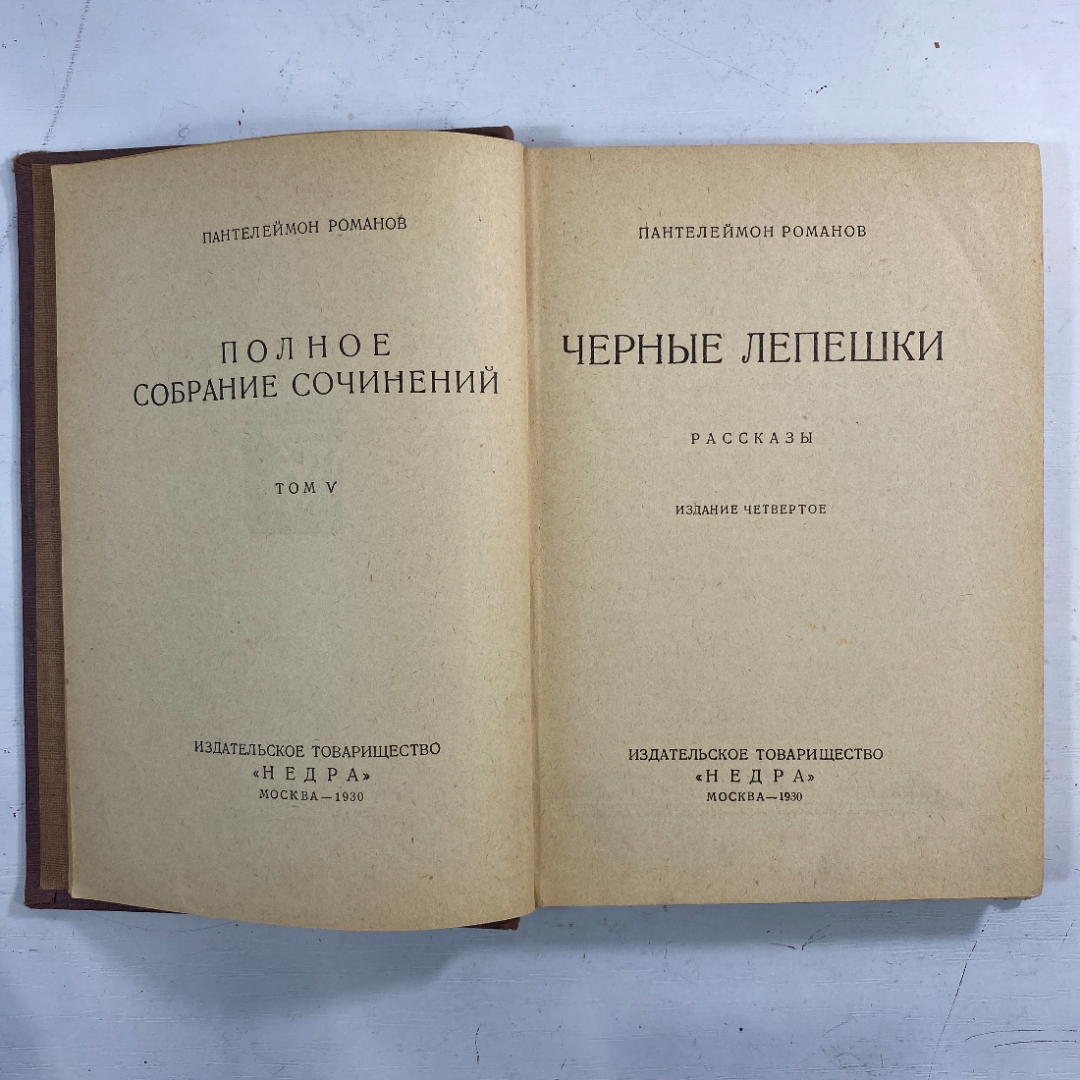 ПАНТЕЛЕЙМОН РОМАНОВ
ПОЛНОЕ
СОБРАНИЕ СОЧИНЕНИЙ
ТОМ V
ИЗДАТЕЛЬСКОЕ ТОВАРИЩЕСТВО
«НЕДРА»
МОСКВА—1930
ПАНТЕЛЕЙМОН РОМАНОВ
ЧЕРНЫЕ ЛЕПЕШКИ
РАССКАЗЫ
ИЗДАНИЕ ЧЕТВЕРТОЕ
ИЗДАТЕЛЬСКОЕ ТОВАРИЩЕСТВО
«НЕДРА»
МОСКВА—1930